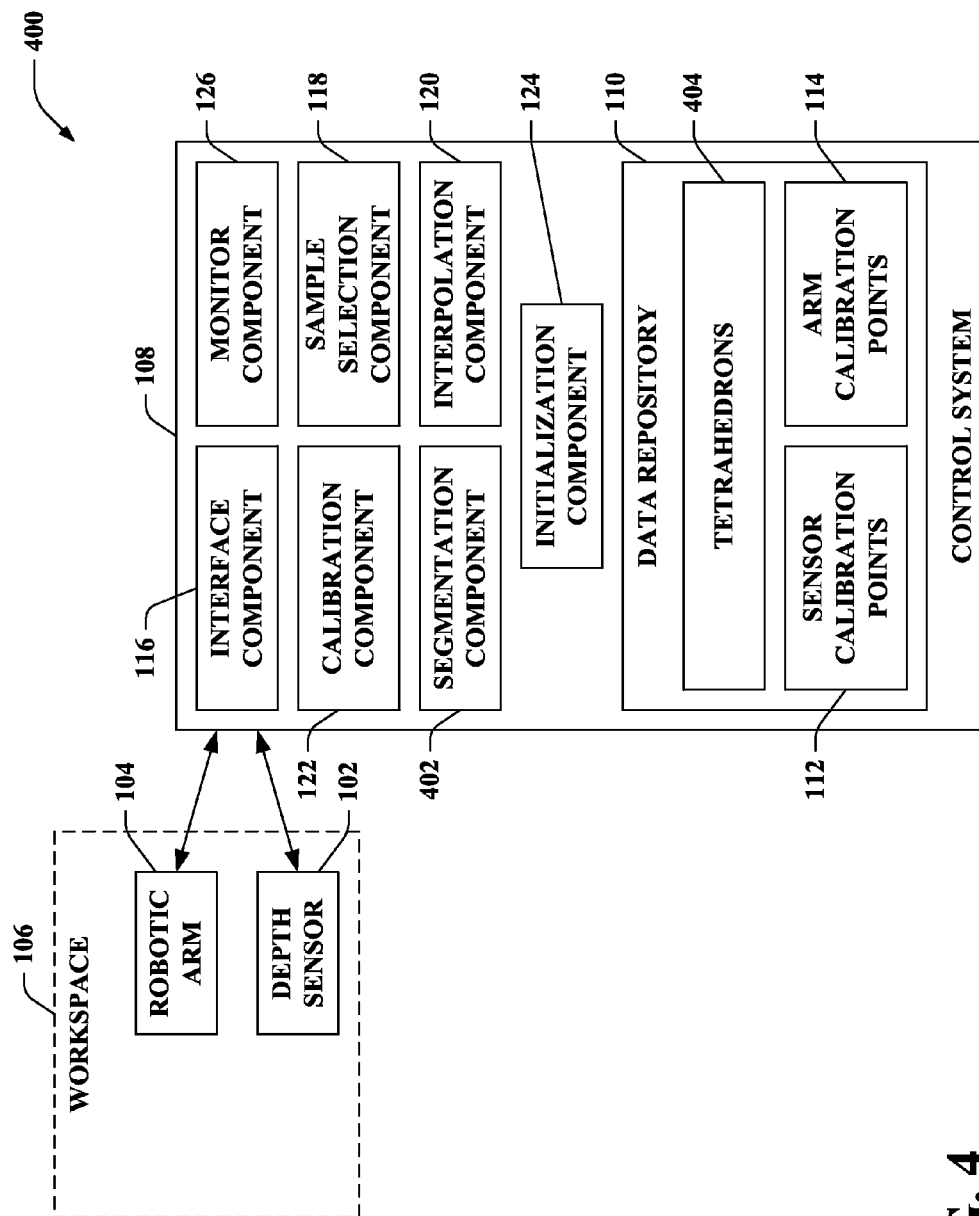 400
106
WORKSPACE
104
ROBOTIC
ARM
102
DEPTH
SENSOR
108
116
INTERFACE
COMPONENT
MONITOR
COMPONENT
126
122
CALIBRATION
COMPONENT
SAMPLE
SELECTION
COMPONENT
118
402
SEGMENTATION
COMPONENT
INTERPOLATION
COMPONENT
120
INITIALIZATION
COMPONENT
124
DATA REPOSITORY
110
TETRAHEDRONS
404
112
SENSOR
CALIBRATION
POINTS
ARM
CALIBRATION
POINTS
114
CONTROL SYSTEM
4